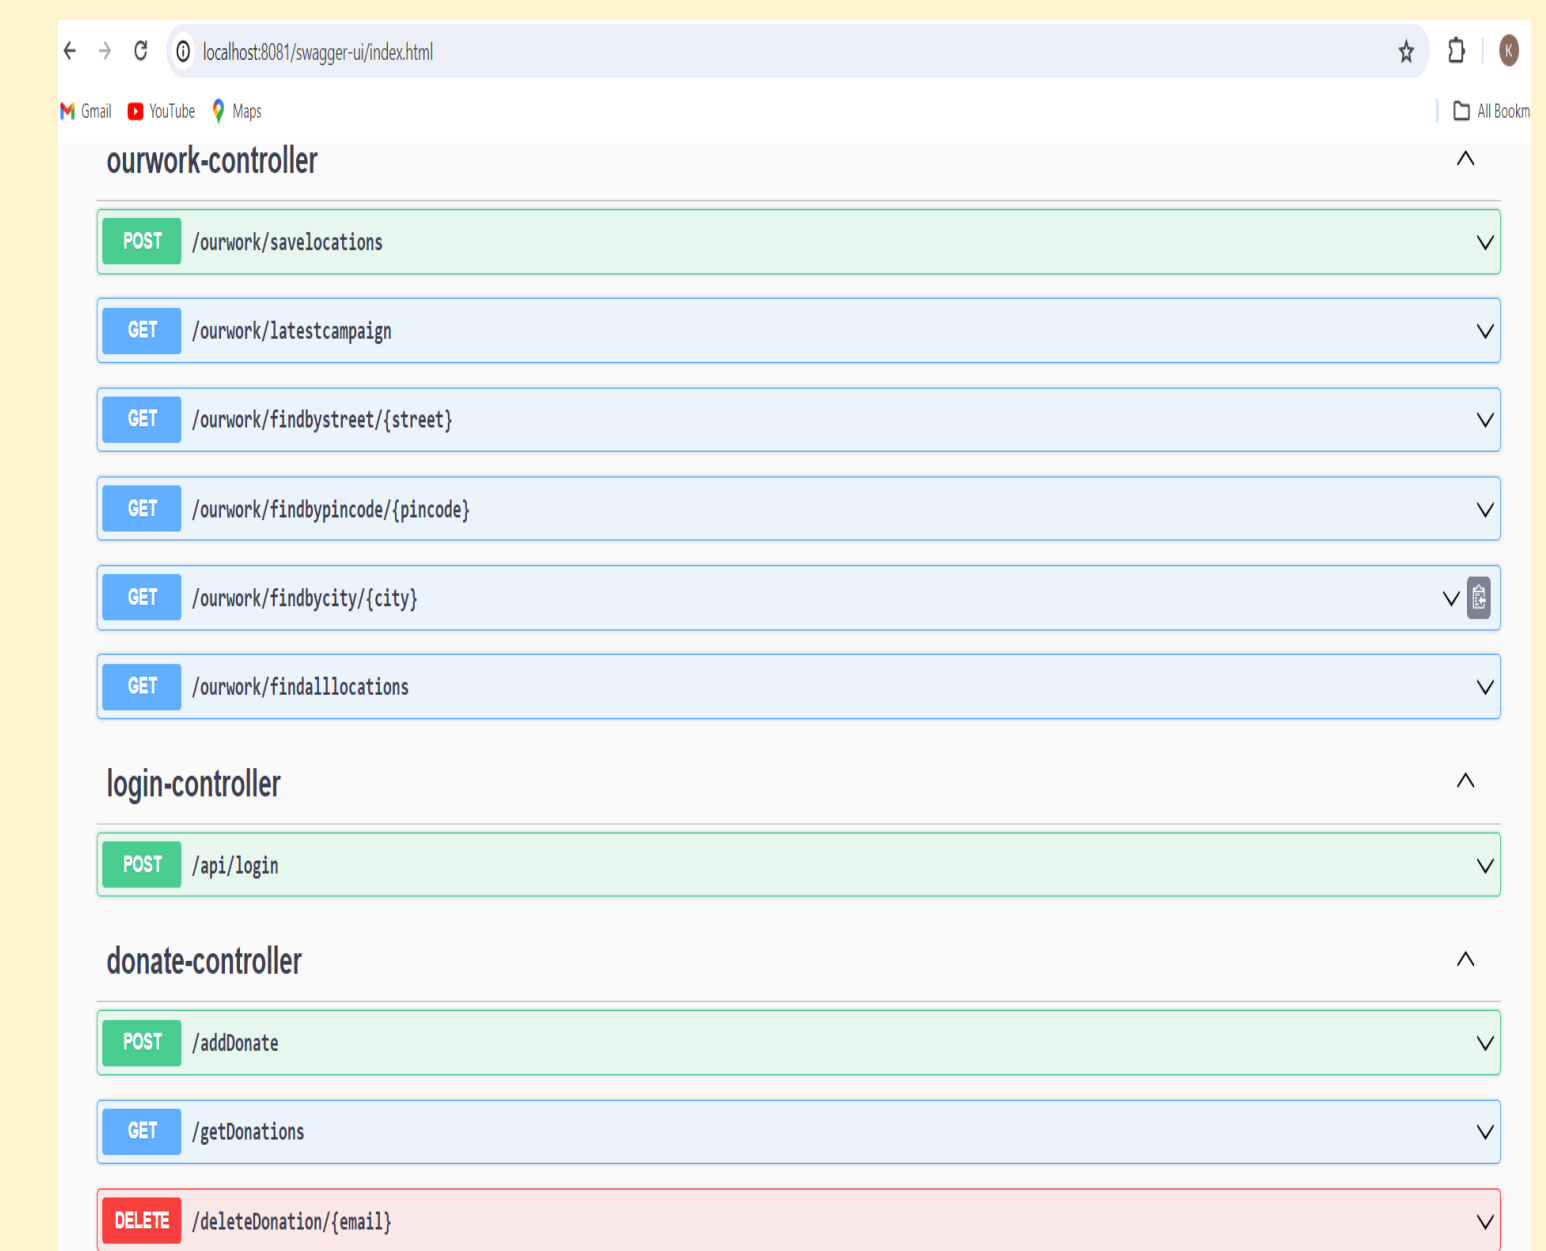 localhost:8081/swagger-ui/index.html K
Gmail YouTube Maps All Bookm
ourwork-controller
POST /ourwork/savelocations
GET /ourwork/latestcampaign
GET /ourwork/findbystreet/{street}
GET /ourwork/findbypincode/{pincode}
GET /ourwork/findbycity/{city}
GET /ourwork/findalllocations
login-controller
POST /api/login
donate-controller
POST /addDonate
GET /getDonations
DELETE /deleteDonation/{email}